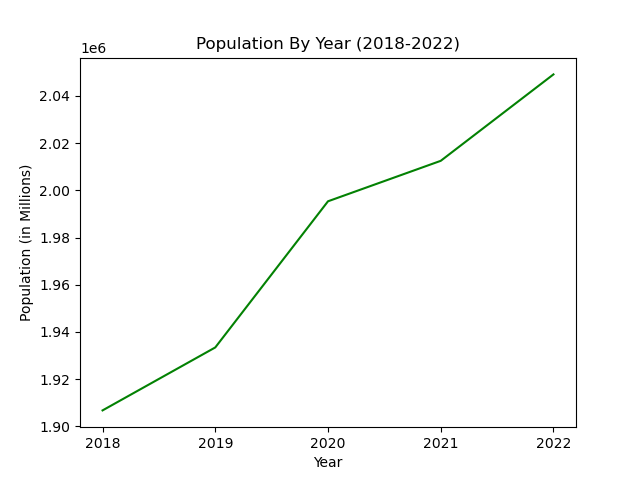 Population By Year (2018-2022)
1e6
2.04
2.02
2.00
1.98
1.96
1.94
1.92
1.90
Population (in Millions)
2018 2019 2020 2021 2022
Year